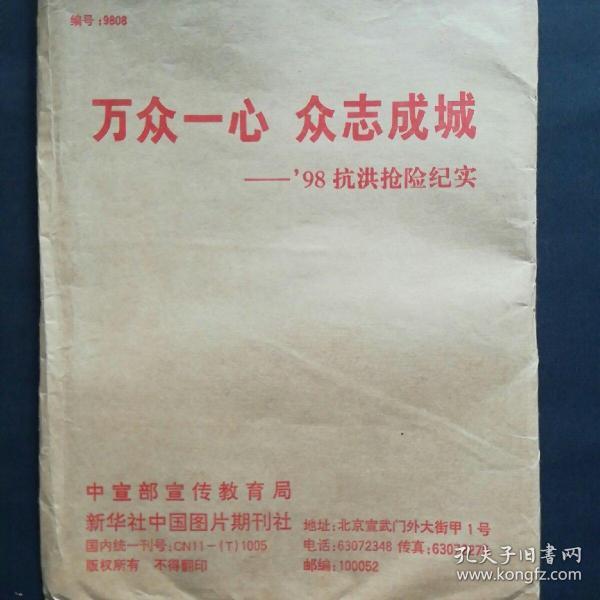 编号:9808
万众一心 众志成城
——'98抗洪抢险纪实
中宣部宣传教育局
新华社中国图片期刊社
国内统一刊号:CN11-(T)1005
版权所有 不得翻印
地址:北京宣武门外大街甲1号
电话:63072348 传真:63072279
邮编:100052
孔夫子旧书网
www.kongfz.com